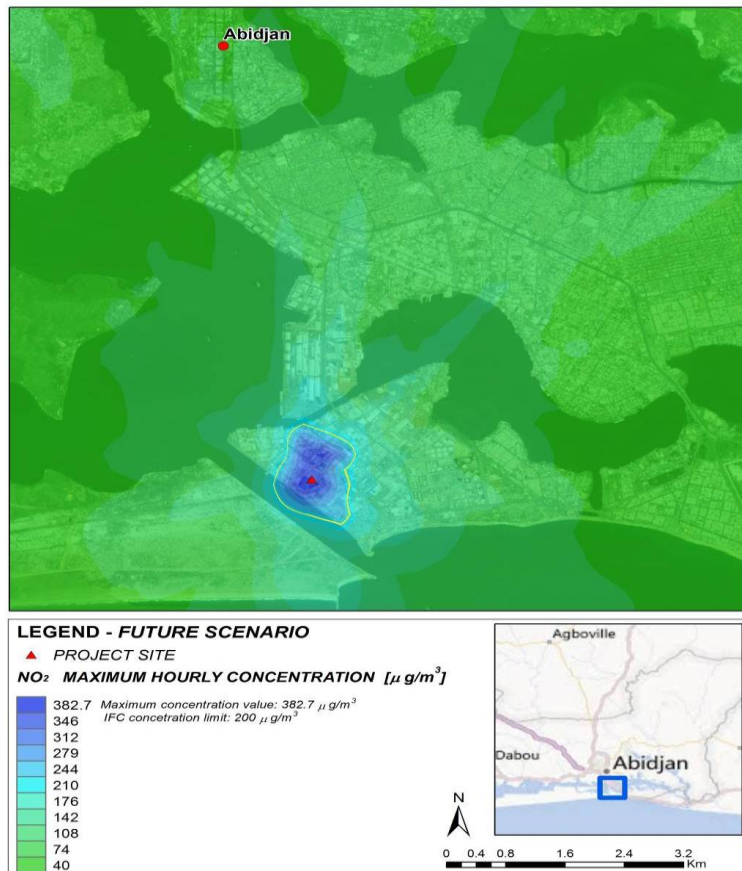 Abidjan
LEGEND - FUTURE SCENARIO
PROJECT SITE
NO₂ MAXIMUM HOURLY CONCENTRATION [μ g/m³]
382.7 Maximum concentration value: 382.7 μ g/m³
346 IFC concetration limit: 200 μ g/m³
312
279
244
210
176
142
108
74
40
Agboville
Dabou
Abidjan
N
0 0.4 0.8 1.6 2.4 3.2
Km